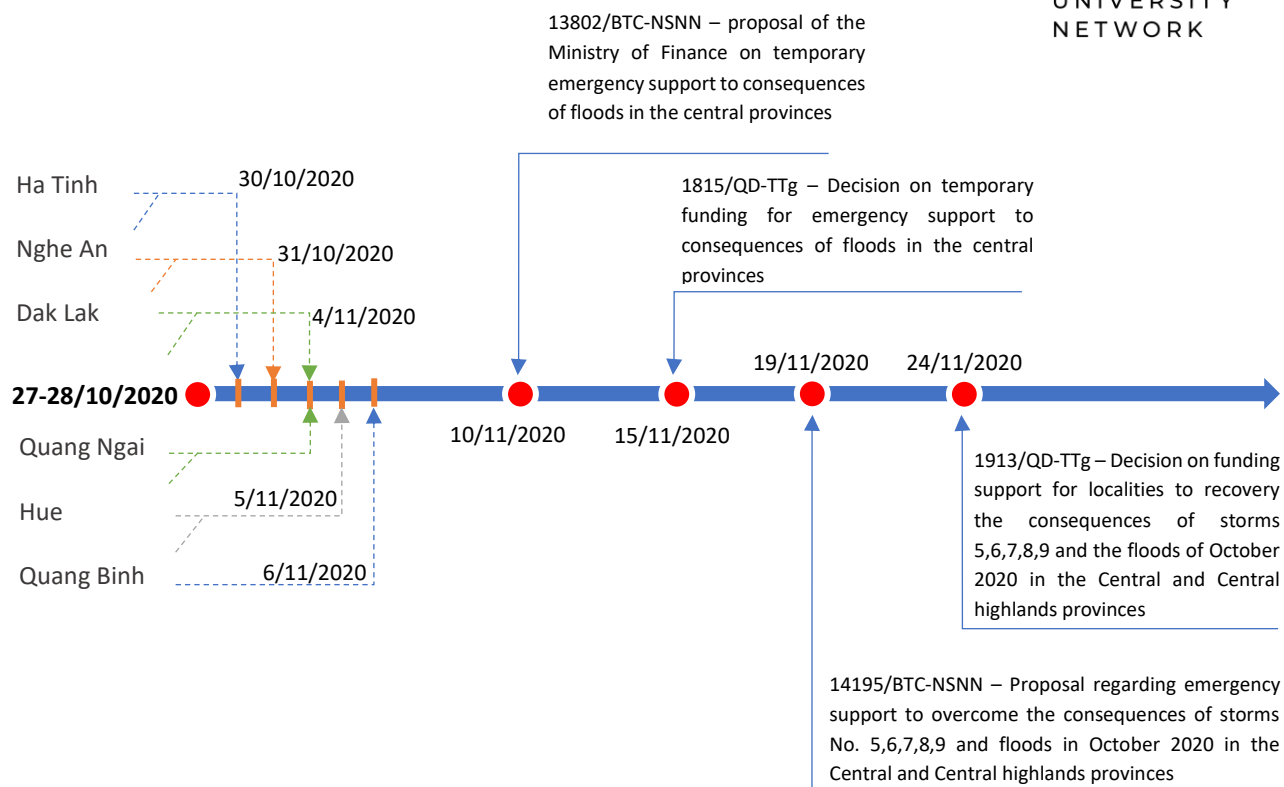 UNIVERSITY
NETWORK
13802/BTC-NSNN – proposal of the
Ministry of Finance on temporary
emergency support to consequences
of floods in the central provinces
1815/QD-TTg – Decision on temporary
funding for emergency support to
consequences of floods in the central
provinces
Ha Tinh
30/10/2020
Nghe An
31/10/2020
Dak Lak
4/11/2020
27-28/10/2020
19/11/2020
24/11/2020
10/11/2020
15/11/2020
Quang Ngai
Hue
5/11/2020
Quang Binh
6/11/2020
1913/QD-TTg – Decision on funding
support for localities to recovery
the consequences of storms
5,6,7,8,9 and the floods of October
2020 in the Central and Central
highlands provinces
14195/BTC-NSNN – Proposal regarding emergency
support to overcome the consequences of storms
No. 5,6,7,8,9 and floods in October 2020 in the
Central and Central highlands provinces